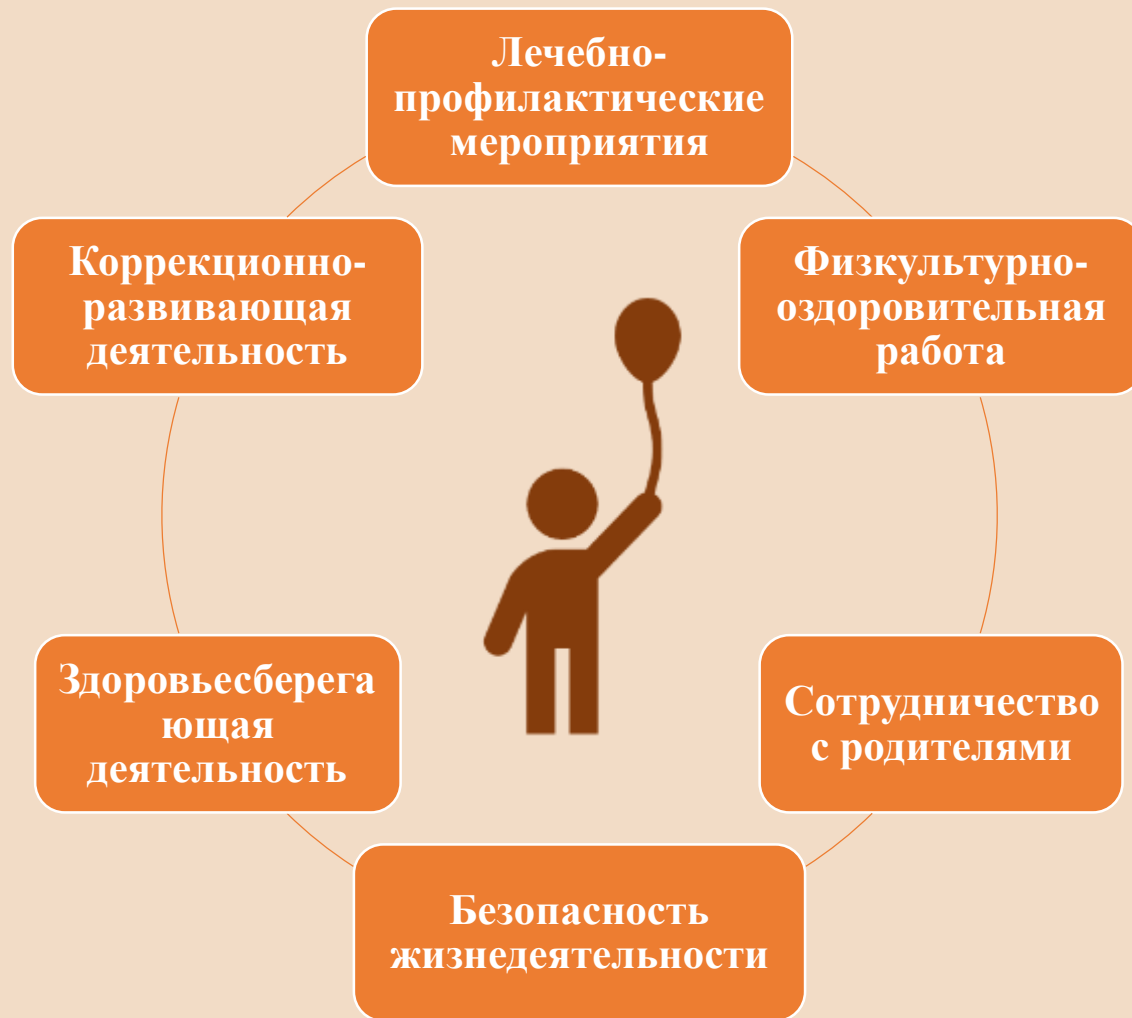 Лечебно-
профилактические
мероприятия
Физкультурно-
оздоровительная
работа
Сотрудничество
с родителями
Безопасность
жизнедеятельности
Здоровьесберега
ющая
деятельность
Коррекционно-
развивающая
деятельность